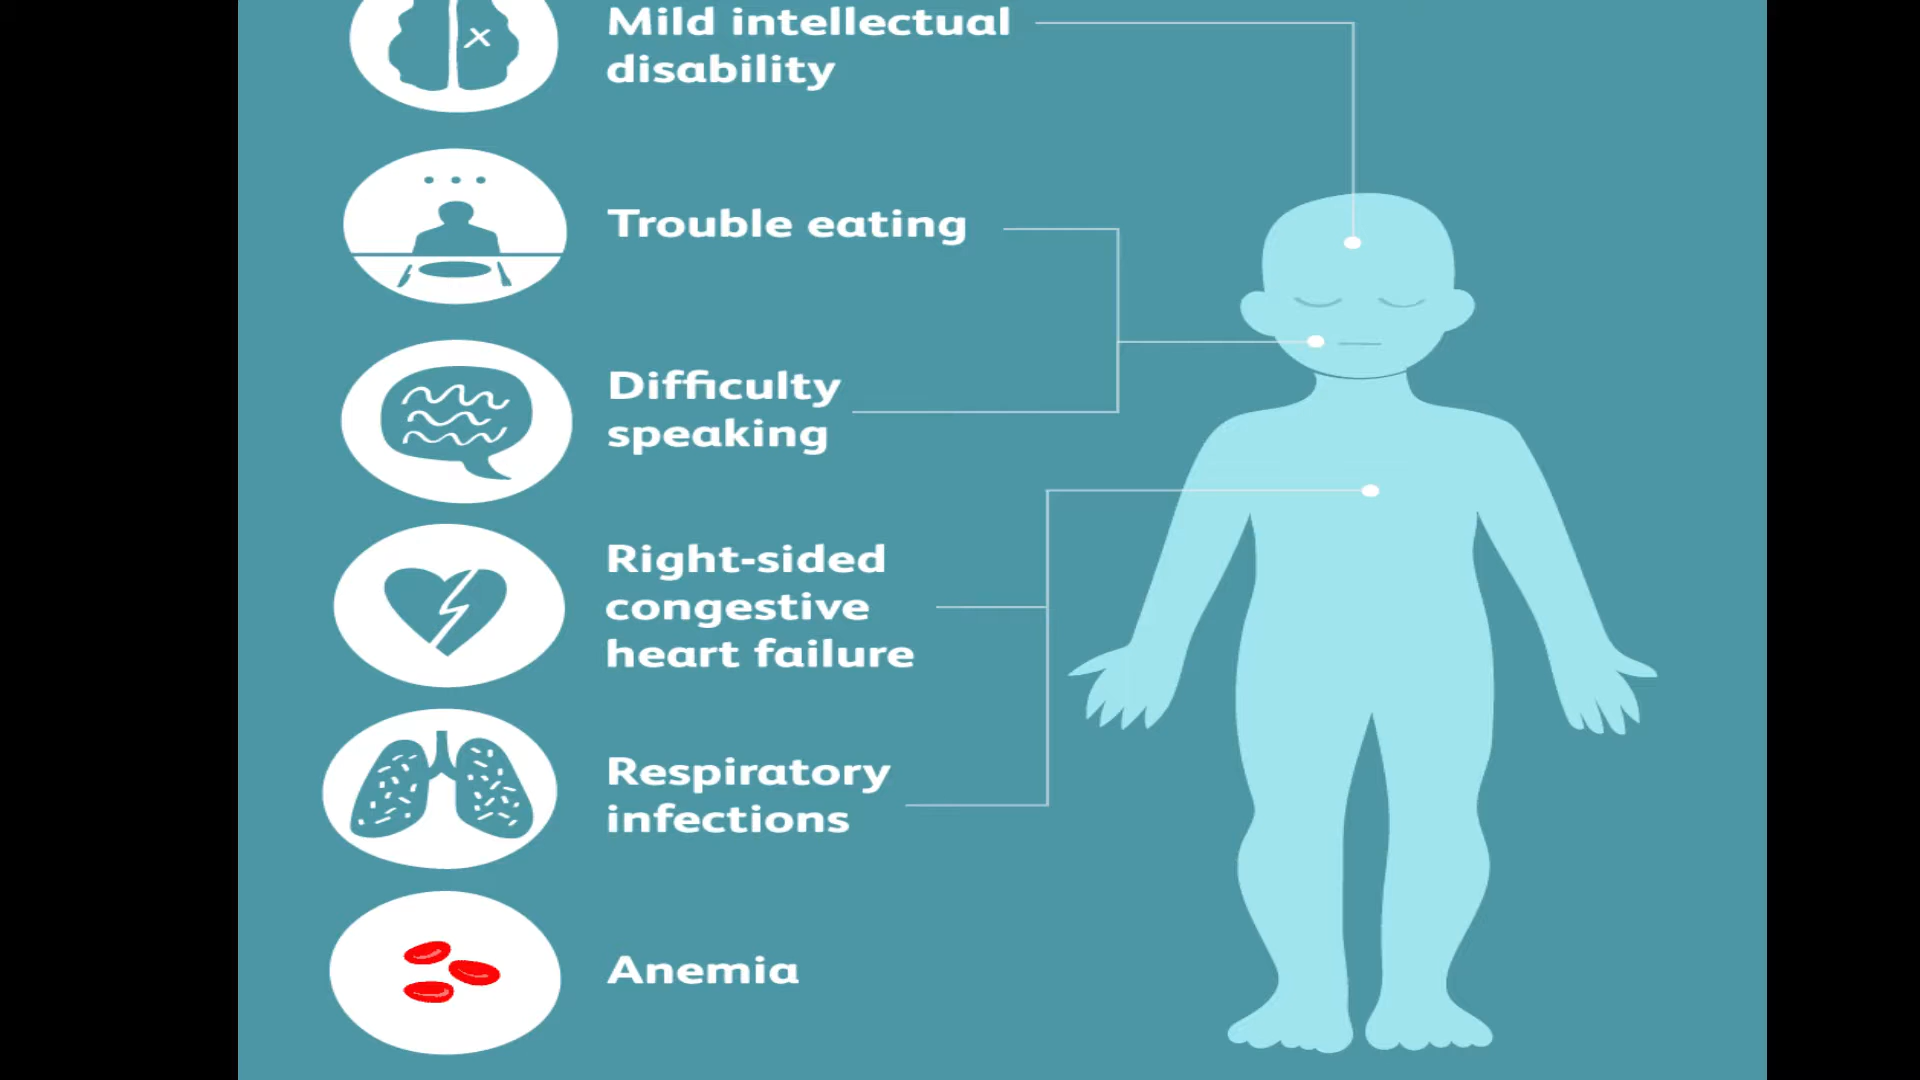 Mild intellectual
disability
Trouble eating
Difficulty
speaking
Right-sided
congestive
heart failure
Respiratory
infections
Anemia